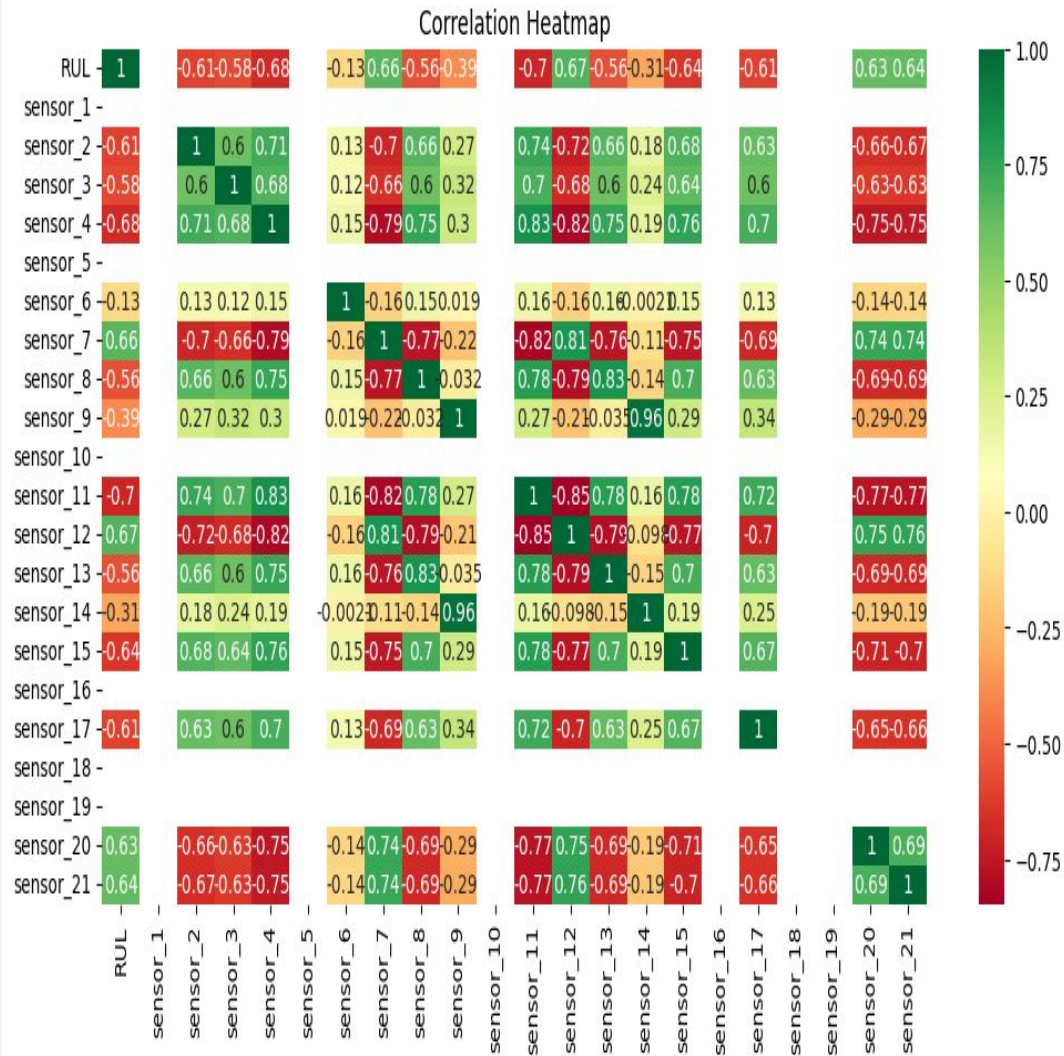 Correlation Heatmap
RUL 1 -0.61 -0.58 -0.68 -0.13 0.66 -0.56 -0.39 -0.7 0.67 -0.56 -0.31 -0.64 -0.61 0.63 0.64
sensor_1
sensor_2 -0.61 1 0.6 0.71 0.13 -0.7 0.66 0.27 0.74 -0.72 0.66 0.18 0.68 0.63 -0.66 -0.67
sensor_3 -0.58 0.6 1 0.68 0.12 -0.66 0.6 0.32 0.7 -0.68 0.6 0.24 0.64 0.6 -0.63 -0.63
sensor_4 -0.68 0.71 0.68 1 0.15 -0.79 0.75 0.3 0.83 -0.82 0.75 0.19 0.76 0.7 -0.75 -0.75
sensor_5
sensor_6 -0.13 0.13 0.12 0.15 1 -0.16 0.15 0.019 0.16 -0.16 0.16 -0.0021 0.15 0.13 -0.14 -0.14
sensor_7 0.66 -0.7 -0.66 -0.79 -0.16 1 -0.77 -0.22 -0.82 0.81 -0.76 -0.11 -0.75 -0.69 0.74 0.74
sensor_8 -0.56 0.66 0.6 0.75 0.15 -0.77 1 -0.032 0.78 -0.79 0.83 -0.14 0.7 0.63 -0.69 -0.69
sensor_9 -0.39 0.27 0.32 0.3 0.019 -0.22 -0.032 1 0.27 -0.21 -0.035 0.96 0.29 0.34 -0.29 -0.29
sensor_10
sensor_11 -0.7 0.74 0.7 0.83 0.16 -0.82 0.78 0.27 1 -0.85 0.78 0.16 0.78 0.72 -0.77 -0.77
sensor_12 0.67 -0.72 -0.68 -0.82 -0.16 0.81 -0.79 -0.21 -0.85 1 -0.79 -0.098 -0.77 -0.7 0.75 0.76
sensor_13 -0.56 0.66 0.6 0.75 0.16 -0.76 0.83 -0.035 0.78 -0.79 1 -0.15 0.7 0.63 -0.69 -0.69
sensor_14 -0.31 0.18 0.24 0.19 -0.0021 -0.11 -0.14 0.96 0.16 -0.098 -0.15 1 0.19 0.25 -0.19 -0.19
sensor_15 -0.64 0.68 0.64 0.76 0.15 -0.75 0.7 0.29 0.78 -0.77 0.7 0.19 1 0.67 -0.71 -0.7
sensor_16
sensor_17 -0.61 0.63 0.6 0.7 0.13 -0.69 0.63 0.34 0.72 -0.7 0.63 0.25 0.67 1 -0.65 -0.66
sensor_18
sensor_19
sensor_20 0.63 -0.66 -0.63 -0.75 -0.14 0.74 -0.69 -0.29 -0.77 0.75 -0.69 -0.19 -0.71 -0.65 1 0.69
sensor_21 0.64 -0.67 -0.63 -0.75 -0.14 0.74 -0.69 -0.29 -0.77 0.76 -0.69 -0.19 -0.7 -0.66 0.69 1
RUL
sensor_1
sensor_2
sensor_3
sensor_4
sensor_5
sensor_6
sensor_7
sensor_8
sensor_9
sensor_10
sensor_11
sensor_12
sensor_13
sensor_14
sensor_15
sensor_16
sensor_17
sensor_18
sensor_19
sensor_20
sensor_21
1.00
0.75
0.50
0.25
0.00
−0.25
−0.50
−0.75